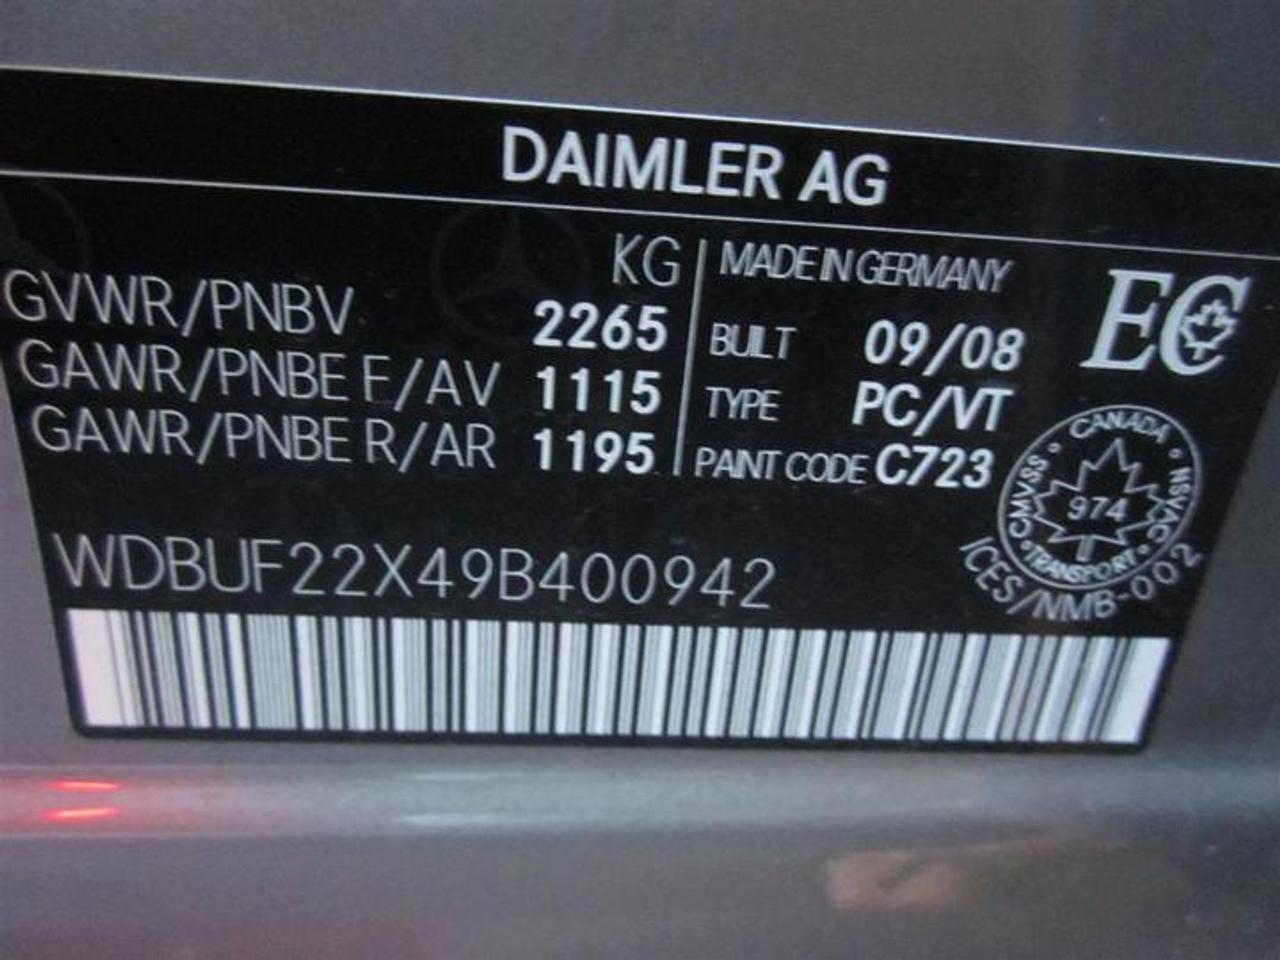 DAIMLER AG
KG
GVWR/PNBV 2265
GAWR/PNBE F/AV 1115
GAWR/PNBE R/AR 1195
MADE IN GERMANY
BUILT 09/08
TYPE PC/VT
PAINT CODE C723
EC
CANADA
CMVSS
NSVAC
974
TRANSPORT
ICES/NMB-002
WDBUF22X49B400942